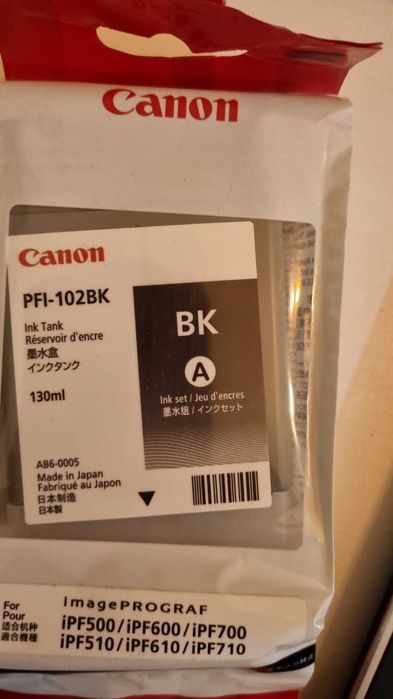 Canon
Canon
PFI-102BK
Ink Tank
Réservoir d'encre
墨水盒
インクタンク
130ml
BK
A
Ink set / Jeu d'encres
墨水组 / インクセット
AB6-0005
Made in Japan
Fabriqué au Japon
日本制造
日本製
For
Pour
适合机种
適合機種
imagePROGRAF
iPF500/iPF600/iPF700
iPF510/iPF610/iPF710